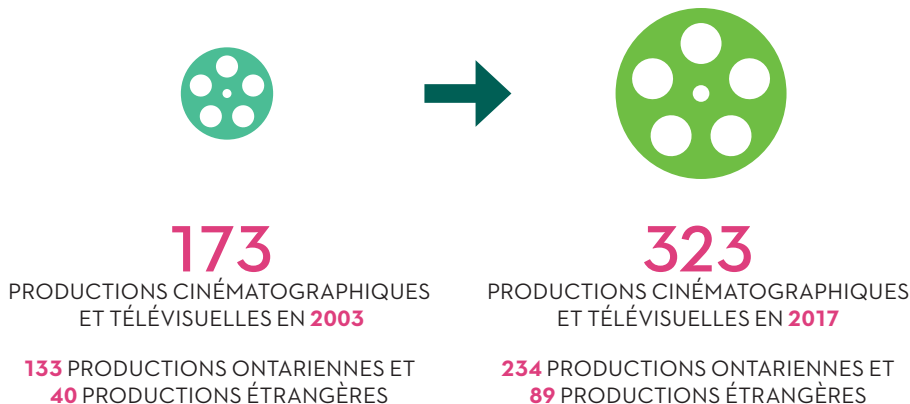 173
PRODUCTIONS CINÉMATOGRAPHIQUES
ET TÉLÉVISUELLES EN 2003
133 PRODUCTIONS ONTARIENNES ET
40 PRODUCTIONS ÉTRANGÈRES
323
PRODUCTIONS CINÉMATOGRAPHIQUES
ET TÉLÉVISUELLES EN 2017
234 PRODUCTIONS ONTARIENNES ET
89 PRODUCTIONS ÉTRANGÈRES